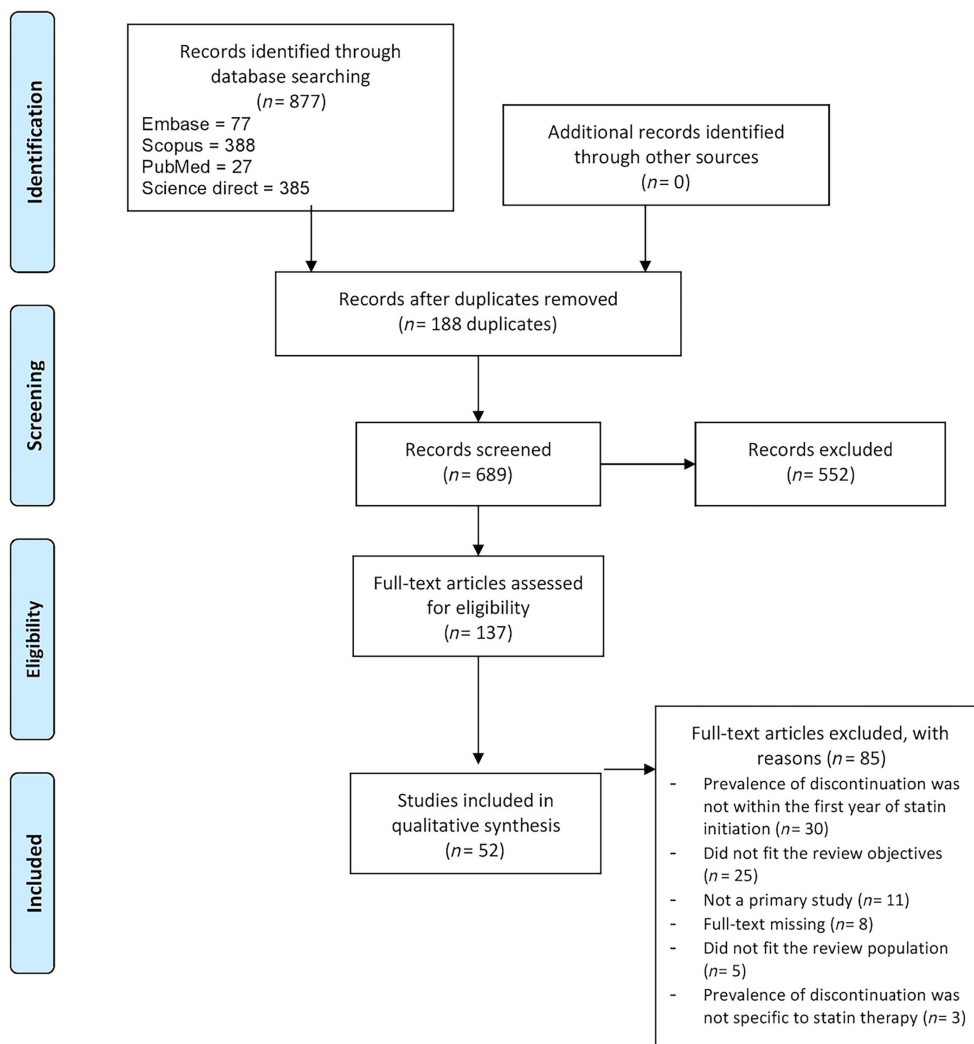 Identification
Records identified through
database searching
(n= 877)
Embase = 77
Scopus = 388
PubMed = 27
Science direct = 385
Additional records identified
through other sources
(n= 0)
Records after duplicates removed
(n= 188 duplicates)
Screening
Records screened
(n= 689)
Records excluded
(n= 552)
Eligibility
Full-text articles assessed
for eligibility
(n= 137)
Included
Studies included in
qualitative synthesis
(n= 52)
Full-text articles excluded, with
reasons (n= 85)
- Prevalence of discontinuation was
not within the first year of statin
initiation (n= 30)
- Did not fit the review objectives
(n= 25)
- Not a primary study (n= 11)
- Full-text missing (n= 8)
- Did not fit the review population
(n= 5)
- Prevalence of discontinuation was
not specific to statin therapy (n= 3)